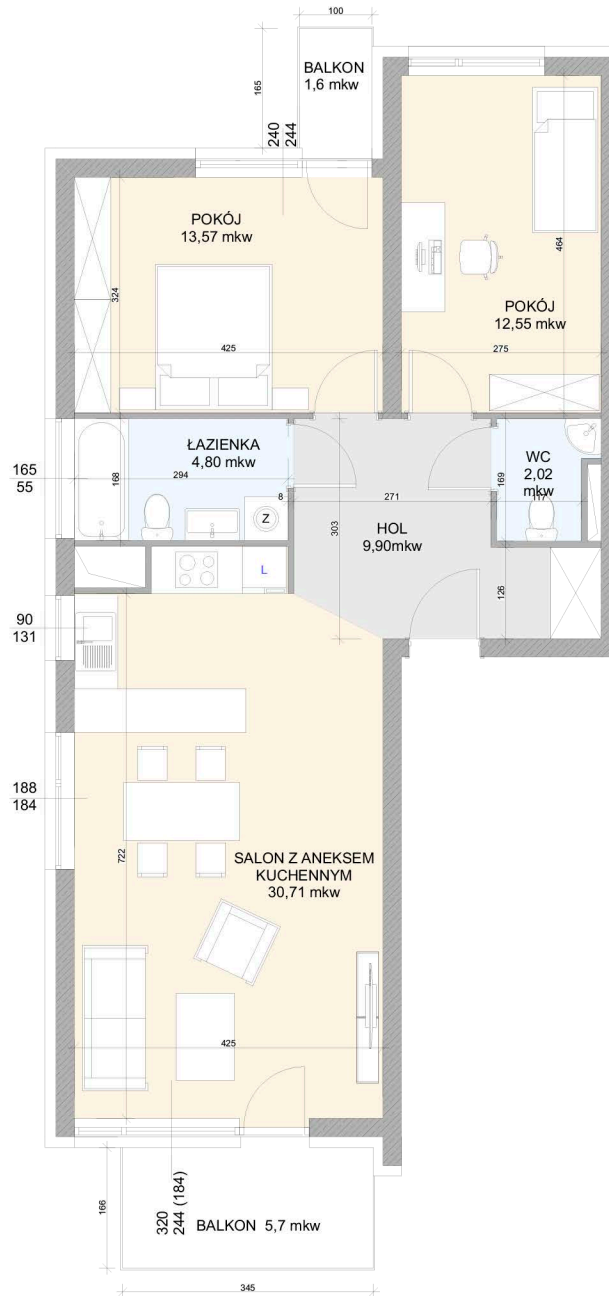 100
BALKON
1,6 mkw
165
240
244
POKÓJ
13,57 mkw
324
425
464
POKÓJ
12,55 mkw
275
165
55
ŁAZIENKA
4,80 mkw
294
168
8
Z
271
HOL
9,90mkw
303
WC
2,02
mkw
169
117
126
L
90
131
188
184
722
SALON Z ANEKSEM
KUCHENNYM
30,71 mkw
425
166
320
244 (184)
BALKON 5,7 mkw
345